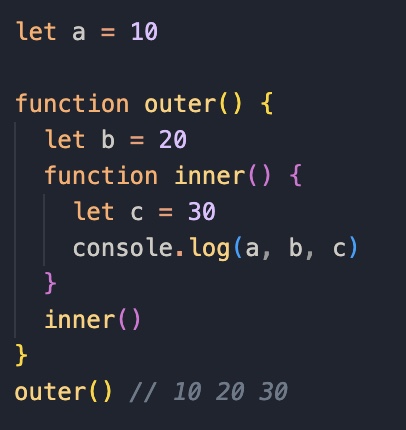 let a = 10

function outer() {
  let b = 20
  function inner() {
    let c = 30
    console.log(a, b, c)
  }
  inner()
}
outer() // 10 20 30